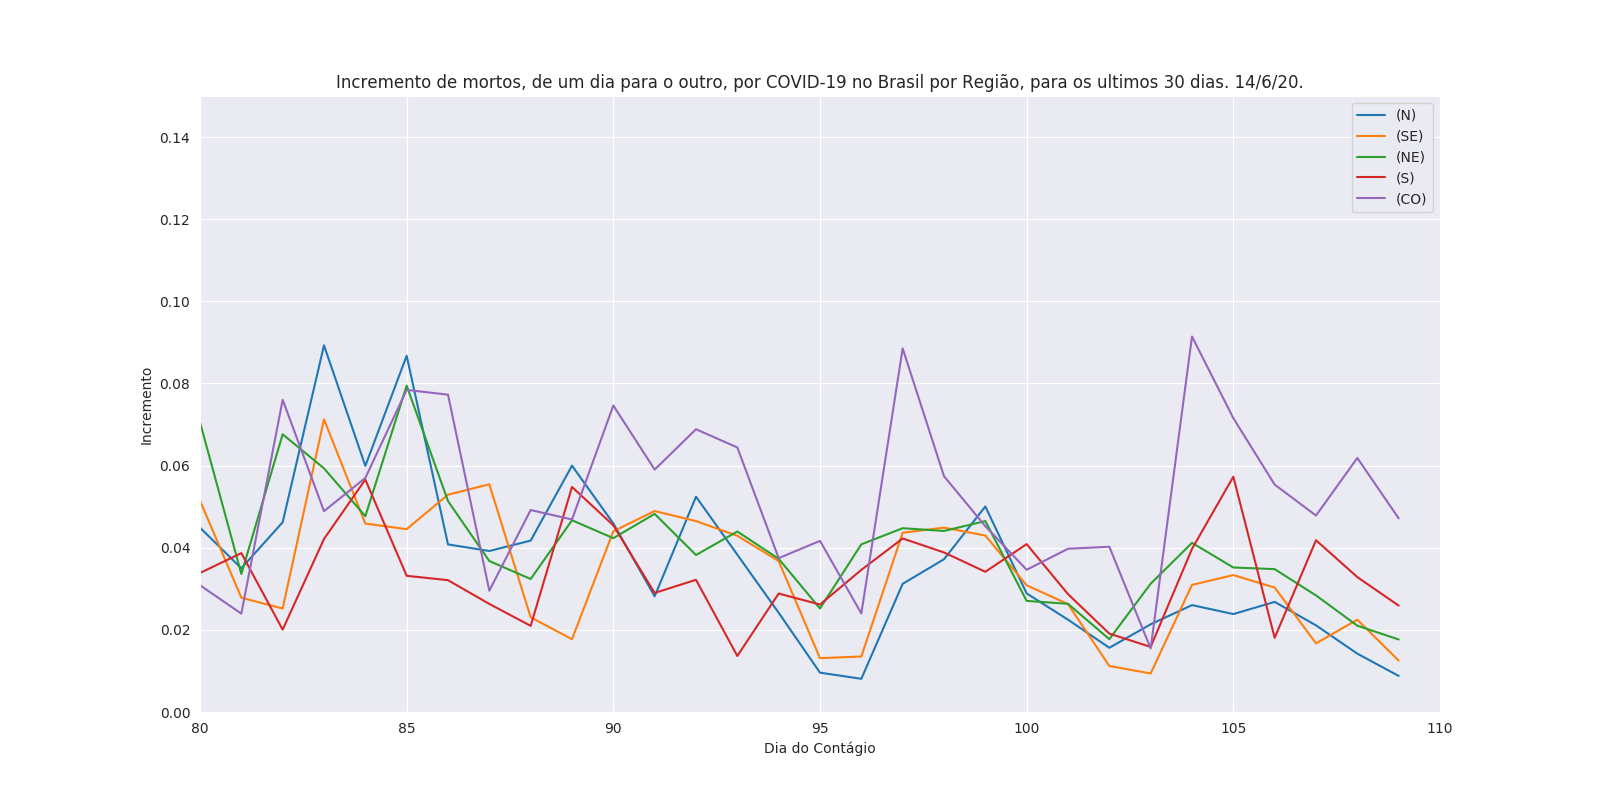 Incremento de mortos, de um dia para o outro, por COVID-19 no Brasil por Região, para os ultimos 30 dias. 14/6/20.
(N)
(SE)
(NE)
(S)
(CO)
Incremento
0.14
0.12
0.10
0.08
0.06
0.04
0.02
0.00
80 85 90 95 100 105 110
Dia do Contágio